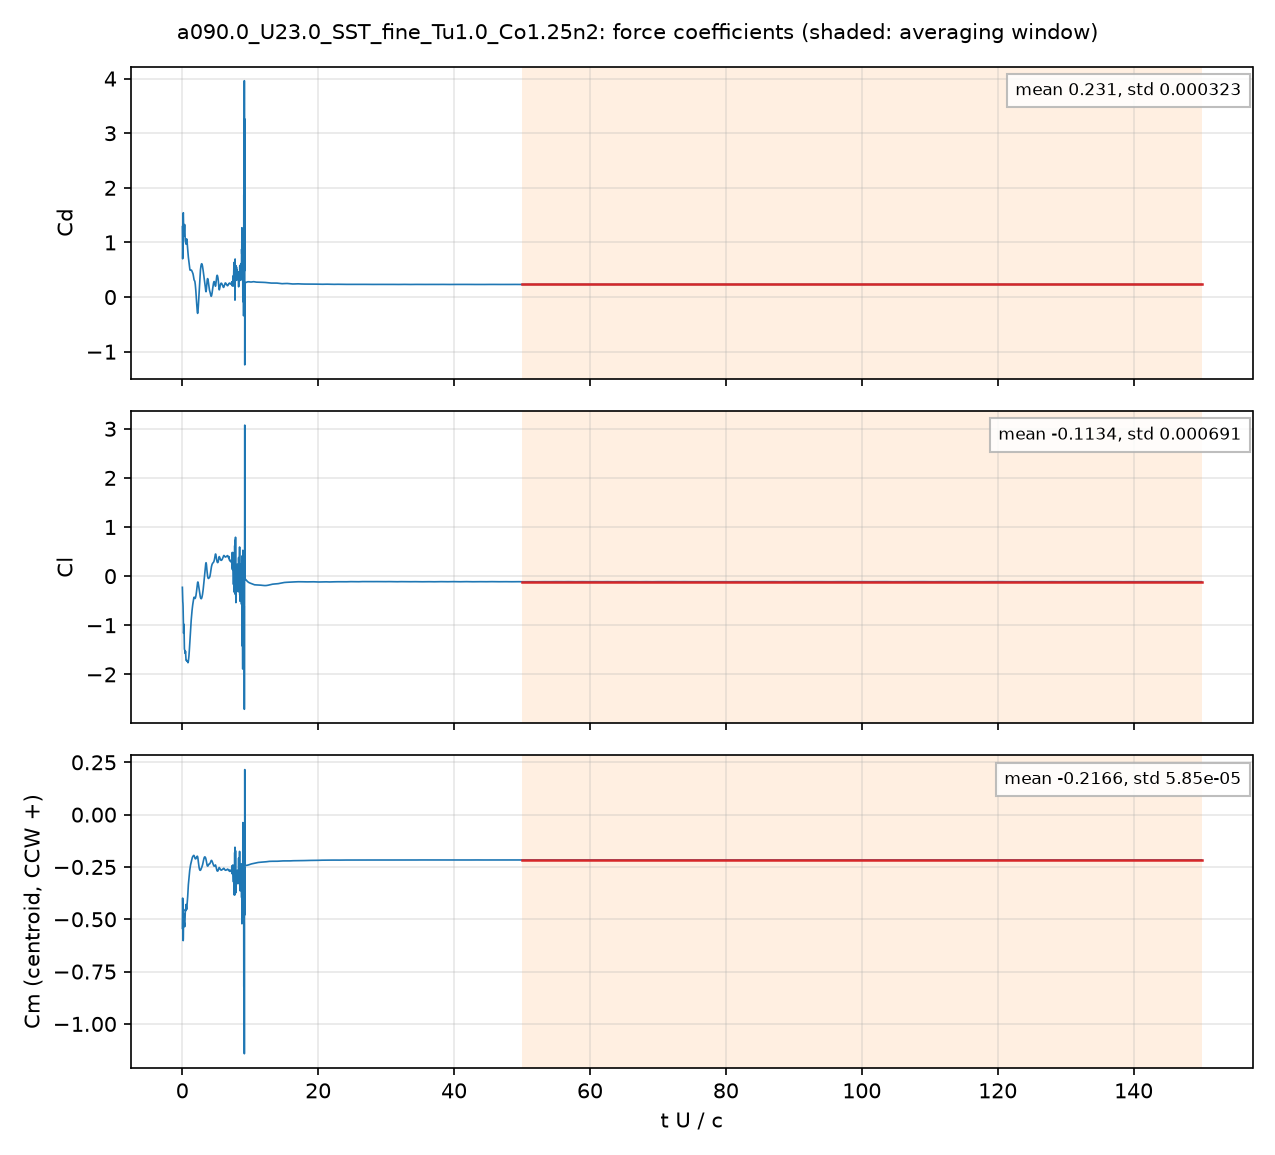 a090.0_U23.0_SST_fine_Tu1.0_Co1.25n2: force coefficients (shaded: averaging window)
mean 0.231, std 0.000323
Cd
4
3
2
1
0
−1
mean -0.1134, std 0.000691
Cl
3
2
1
0
−1
−2
mean -0.2166, std 5.85e-05
Cm (centroid, CCW +)
0.25
0.00
−0.25
−0.50
−0.75
−1.00
0 20 40 60 80 100 120 140
t U / c